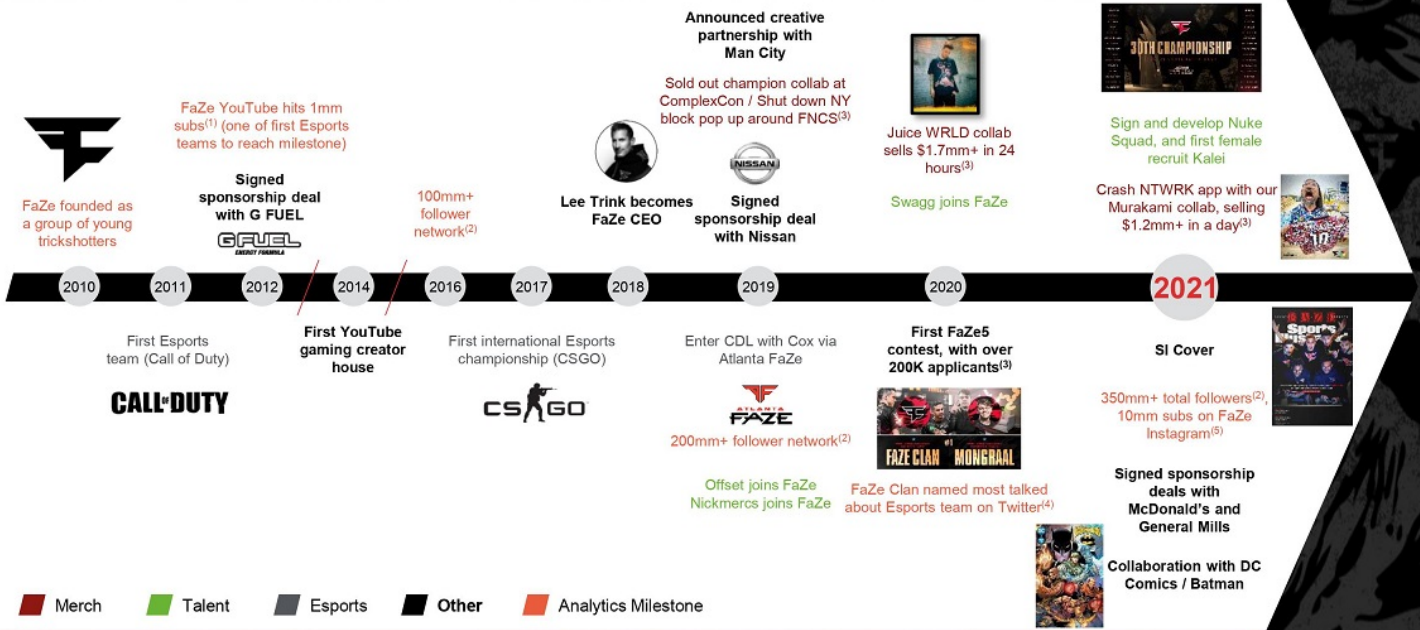 FaZe founded as
a group of young
trickshotters
FaZe YouTube hits 1mm
subs(1) (one of first Esports
teams to reach milestone)
Signed
sponsorship deal
with G FUEL
G FUEL
ENERGY FORMULA
100mm+
follower
network(2)
Lee Trink becomes
FaZe CEO
Announced creative
partnership with
Man City
Sold out champion collab at
ComplexCon / Shut down NY
block pop up around FNCS(3)
NISSAN
Signed
sponsorship deal
with Nissan
Juice WRLD collab
sells $1.7mm+ in 24
hours(3)
Swagg joins FaZe
30TH CHAMPIONSHIP
Sign and develop Nuke
Squad, and first female
recruit Kalei
Crash NTWRK app with our
Murakami collab, selling
$1.2mm+ in a day(3)
10
2010
2011
2012
2014
2016
2017
2018
2019
2020
2021
First Esports
team (Call of Duty)
CALL OF DUTY
First YouTube
gaming creator
house
First international Esports
championship (CSGO)
CS GO
Enter CDL with Cox via
Atlanta FaZe
ATLANTA
FAZE
200mm+ follower network(2)
Offset joins FaZe
Nickmercs joins FaZe
First FaZe5
contest, with over
200K applicants(3)
FAZE CLAN #1 MONGRAAL
FaZe Clan named most talked
about Esports team on Twitter(4)
SI Cover
Sports
350mm+ total followers(2),
10mm subs on FaZe
Instagram(5)
Signed sponsorship
deals with
McDonald's and
General Mills
Collaboration with DC
Comics / Batman
Merch
Talent
Esports
Other
Analytics Milestone